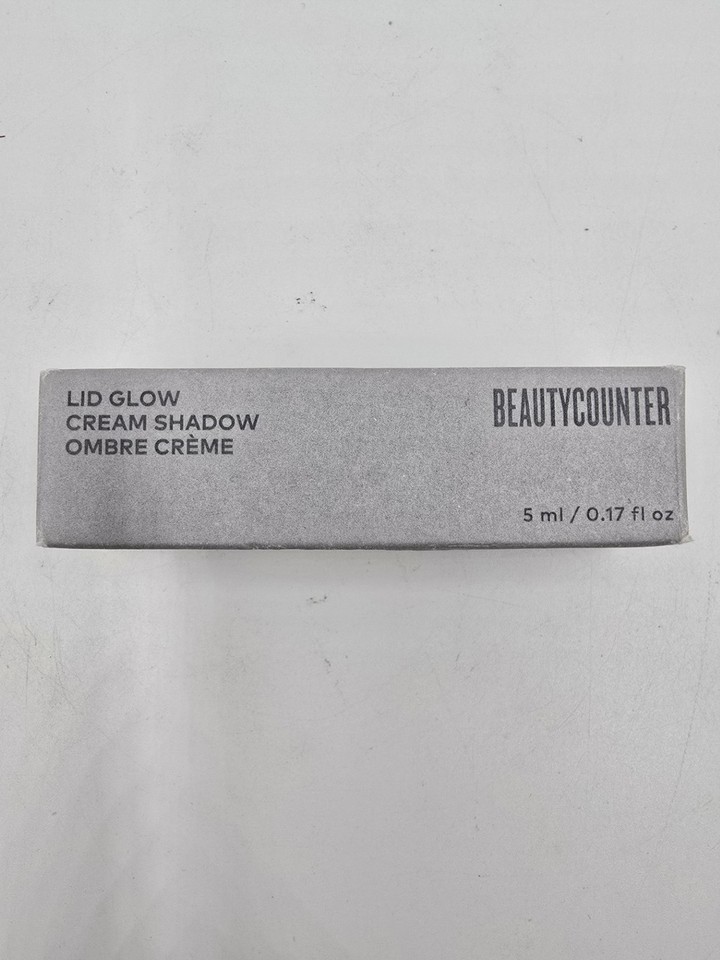 LID GLOW
CREAM SHADOW
OMBRE CRÈME
BEAUTYCOUNTER
5 ml / 0.17 fl oz